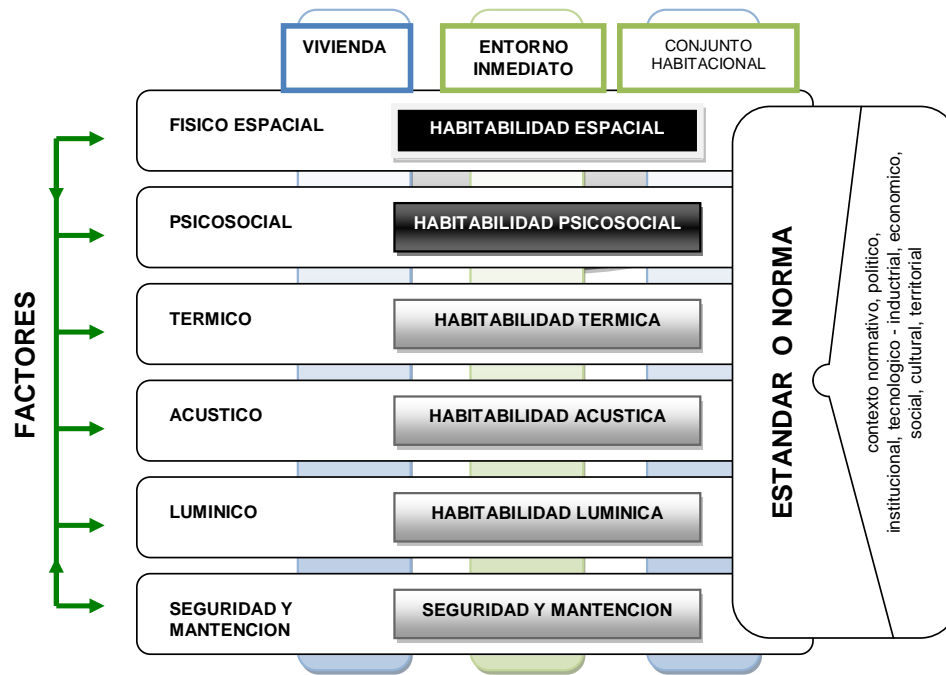 VIVIENDA
ENTORNO
INMEDIATO
CONJUNTO
HABITACIONAL
FACTORES
FISICO ESPACIAL
HABITABILIDAD ESPACIAL
PSICOSOCIAL
HABITABILIDAD PSICOSOCIAL
TERMICO
HABITABILIDAD TERMICA
ACUSTICO
HABITABILIDAD ACUSTICA
LUMINICO
HABITABILIDAD LUMINICA
SEGURIDAD Y
MANTENCION
SEGURIDAD Y MANTENCION
ESTANDAR O NORMA
contexto normativo, politico,
institucional, tecnologico - inductrial, economico,
social, cultural, territorial